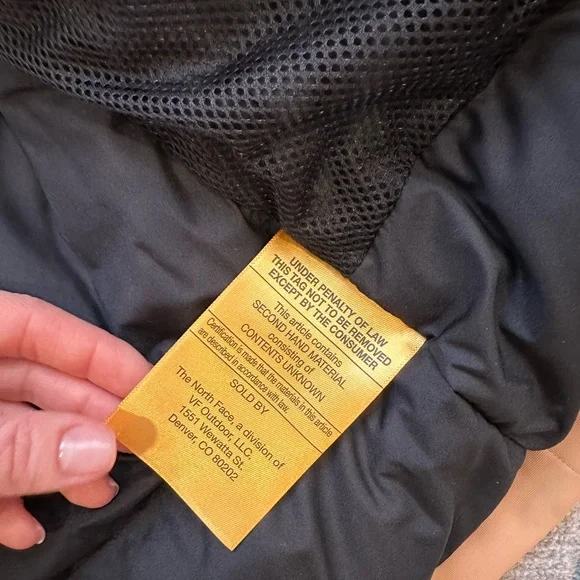 UNDER PENALTY OF LAW
THIS TAG NOT TO BE REMOVED
EXCEPT BY THE CONSUMER
This article contains
SECOND HAND MATERIAL
consisting of
CONTENTS UNKNOWN
Certification is made that the materials in this article
are described in accordance with law.
SOLD BY
The North Face, a division of
VF Outdoor, LLC.
1551 Wewatta St.
Denver, CO 80202